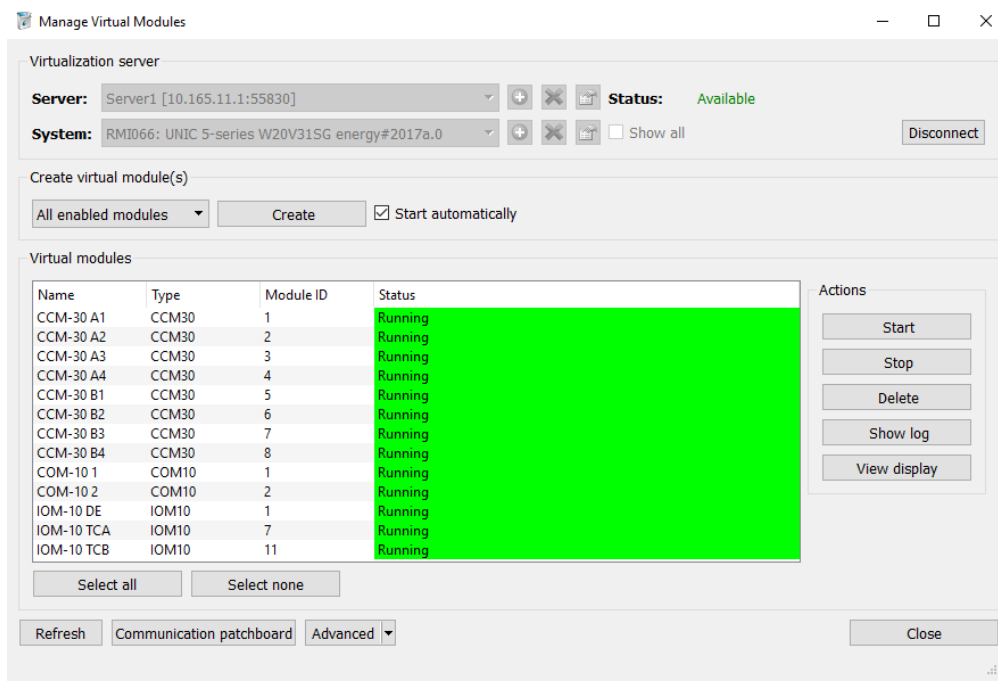 Manage Virtual Modules
Virtualization server
Server: Server1 [10.165.11.1:55830] Status: Available
System: RMI066: UNIC 5-series W20V31SG energy#2017a.0 Show all Disconnect
Create virtual module(s)
All enabled modules Create Start automatically
Virtual modules
Name Type Module ID Status
CCM-30 A1 CCM30 1 Running
CCM-30 A2 CCM30 2 Running
CCM-30 A3 CCM30 3 Running
CCM-30 A4 CCM30 4 Running
CCM-30 B1 CCM30 5 Running
CCM-30 B2 CCM30 6 Running
CCM-30 B3 CCM30 7 Running
CCM-30 B4 CCM30 8 Running
COM-10 1 COM10 1 Running
COM-10 2 COM10 2 Running
IOM-10 DE IOM10 1 Running
IOM-10 TCA IOM10 7 Running
IOM-10 TCB IOM10 11 Running
Actions
Start
Stop
Delete
Show log
View display
Select all Select none
Refresh Communication patchboard Advanced Close